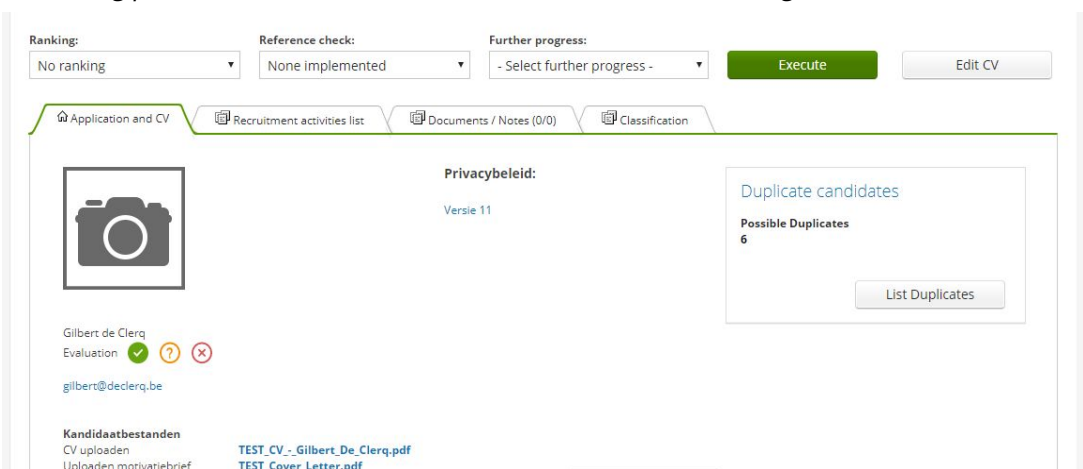 Ranking: Reference check: Further progress:
No ranking None implemented - Select further progress - Execute Edit CV
Application and CV Recruitment activities list Documents / Notes (0/0) Classification
Privacybeleid:
Versie 11
Duplicate candidates
Possible Duplicates
6
List Duplicates
Gilbert de Clerq
Evaluation
gilbert@declerq.be
Kandidaatbestanden
CV uploaden TEST_CV_-_Gilbert_De_Clerq.pdf
Uploaden motivatiebrief TEST_Cover_Letter.pdf